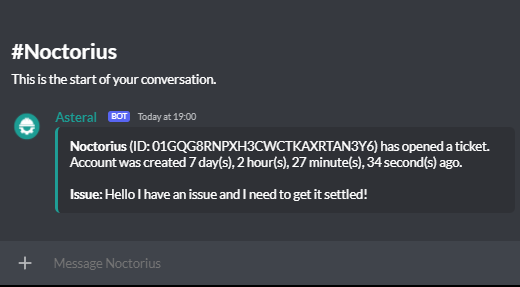 #Noctorius
This is the start of your conversation.
Asteral BOT Today at 19:00
Noctorius (ID: 01GQG8RNPXH3CWCTKAXRTAN3Y6) has opened a ticket.
Account was created 7 day(s), 2 hour(s), 27 minute(s), 34 second(s) ago.
Issue: Hello I have an issue and I need to get it settled!
Message Noctorius